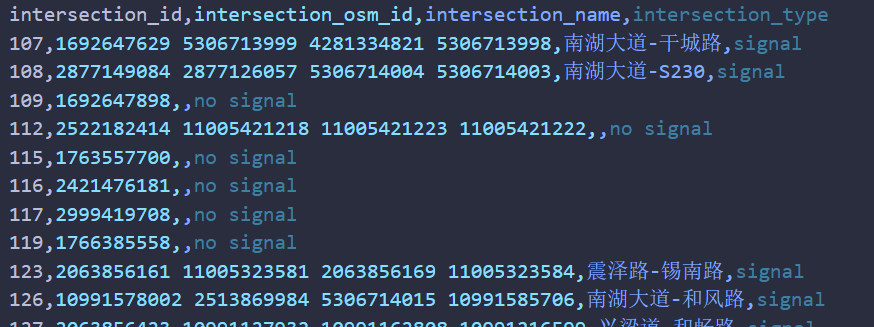 intersection_id,intersection_osm_id,intersection_name,intersection_type
107,1692647629 5306713999 4281334821 5306713998,南湖大道-干城路,signal
108,2877149084 2877126057 5306714004 5306714003,南湖大道-S230,signal
109,1692647898,,no signal
112,2522182414 11005421218 11005421223 11005421222,,no signal
115,1763557700,,no signal
116,2421476181,,no signal
117,2999419708,,no signal
119,1766385558,,no signal
123,2063856161 11005323581 2063856169 11005323584,震泽路-锡南路,signal
126,10991578002 2513869984 5306714015 10991585706,南湖大道-和风路,signal